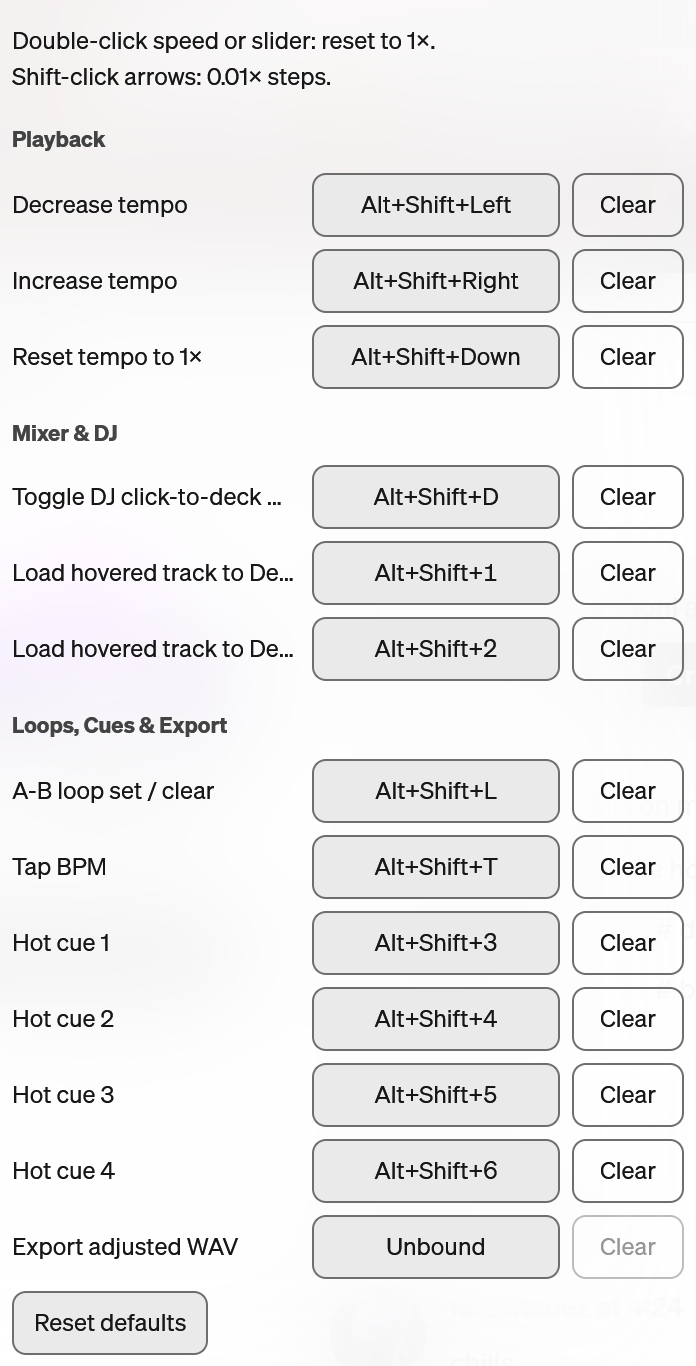 Double-click speed or slider: reset to 1×.
Shift-click arrows: 0.01× steps.
Playback
Decrease tempo Alt+Shift+Left Clear
Increase tempo Alt+Shift+Right Clear
Reset tempo to 1× Alt+Shift+Down Clear
Mixer & DJ
Toggle DJ click-to-deck ... Alt+Shift+D Clear
Load hovered track to De... Alt+Shift+1 Clear
Load hovered track to De... Alt+Shift+2 Clear
Loops, Cues & Export
A-B loop set / clear Alt+Shift+L Clear
Tap BPM Alt+Shift+T Clear
Hot cue 1 Alt+Shift+3 Clear
Hot cue 2 Alt+Shift+4 Clear
Hot cue 3 Alt+Shift+5 Clear
Hot cue 4 Alt+Shift+6 Clear
Export adjusted WAV Unbound Clear
Reset defaults